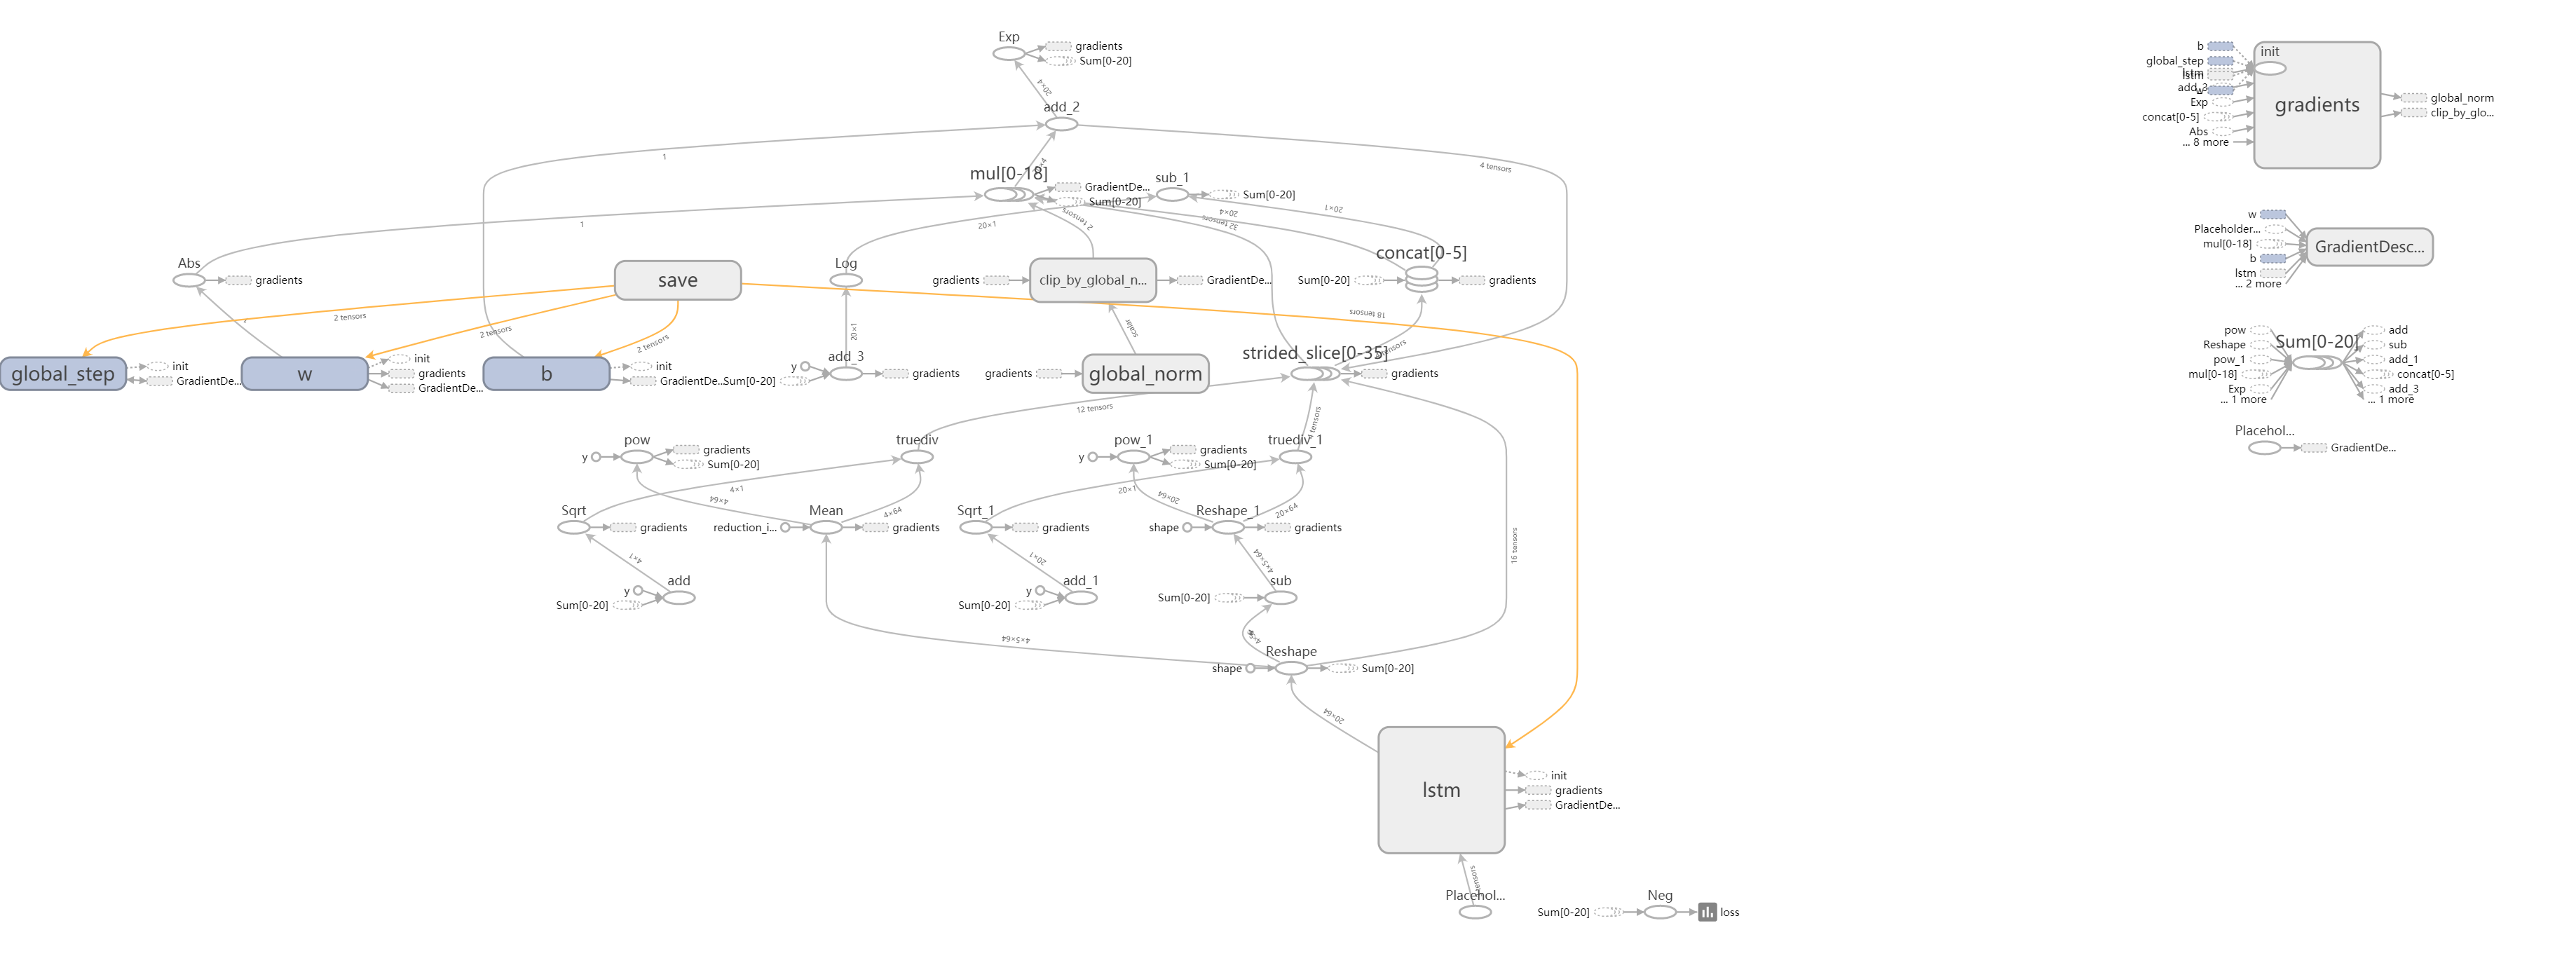 Exp
gradients
Sum[0-20]
20×4
add_2
1
4 tensors
mul[0-18]
GradientDe...
Sum[0-20]
sub_1
Sum[0-20]
1
20×1
2 tensors
32 tensors
20×4
20×1
Abs
gradients
save
Log
gradients
clip_by_global_n...
GradientDe...
concat[0-5]
Sum[0-20]
gradients
2 tensors
2 tensors
2 tensors
20×1
scalar
18 tensors
global_step
init
GradientDe...
w
init
gradients
GradientDe...
b
init
GradientDe...
Sum[0-20]
y
add_3
gradients
gradients
global_norm
strided_slice[0-35]
gradients
12 tensors
pow
y
gradients
Sum[0-20]
truediv
pow_1
y
gradients
Sum[0-20]
truediv_1
4×1
4×64
4×64
20×1
20×64
20×64
Sqrt
gradients
Mean
reduction_i...
gradients
Sqrt_1
gradients
Reshape_1
shape
gradients
4×1
20×1
4×5×64
16 tensors
add
y
Sum[0-20]
add_1
y
Sum[0-20]
sub
Sum[0-20]
4×5×64
Reshape
shape
Sum[0-20]
20×64
lstm
init
gradients
GradientDe...
Placehol...
Sum[0-20]
Neg
loss
b
global_step
lstm
add_3
w
Exp
concat[0-5]
Abs
... 8 more
init
gradients
global_norm
clip_by_glo...
w
Placeholder...
mul[0-18]
b
lstm
... 2 more
GradientDesc...
pow
Reshape
pow_1
mul[0-18]
Exp
... 1 more
Sum[0-20]
add
sub
add_1
concat[0-5]
add_3
... 1 more
Placehol...
GradientDe...